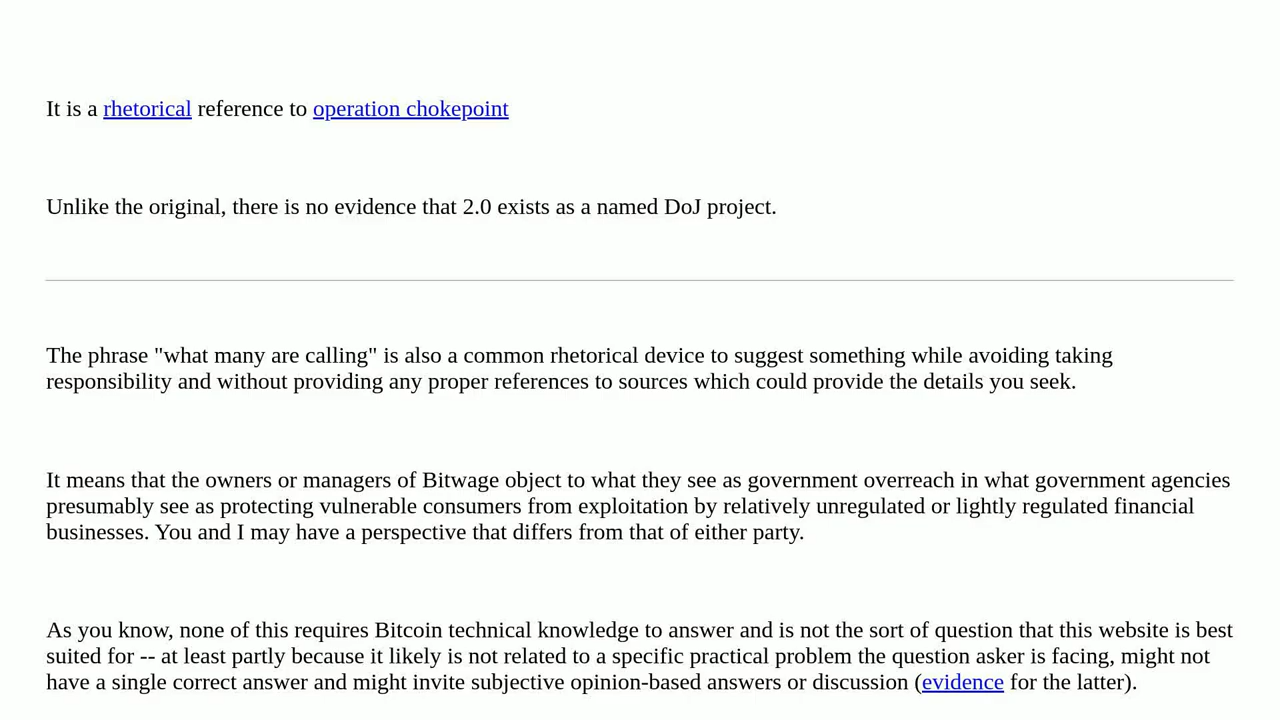 It is a rhetorical reference to operation chokepoint
Unlike the original, there is no evidence that 2.0 exists as a named DoJ project.
The phrase "what many are calling" is also a common rhetorical device to suggest something while avoiding taking
responsibility and without providing any proper references to sources which could provide the details you seek.
It means that the owners or managers of Bitwage object to what they see as government overreach in what government agencies
presumably see as protecting vulnerable consumers from exploitation by relatively unregulated or lightly regulated financial
businesses. You and I may have a perspective that differs from that of either party.
As you know, none of this requires Bitcoin technical knowledge to answer and is not the sort of question that this website is best
suited for -- at least partly because it likely is not related to a specific practical problem the question asker is facing, might not
have a single correct answer and might invite subjective opinion-based answers or discussion (evidence for the latter).